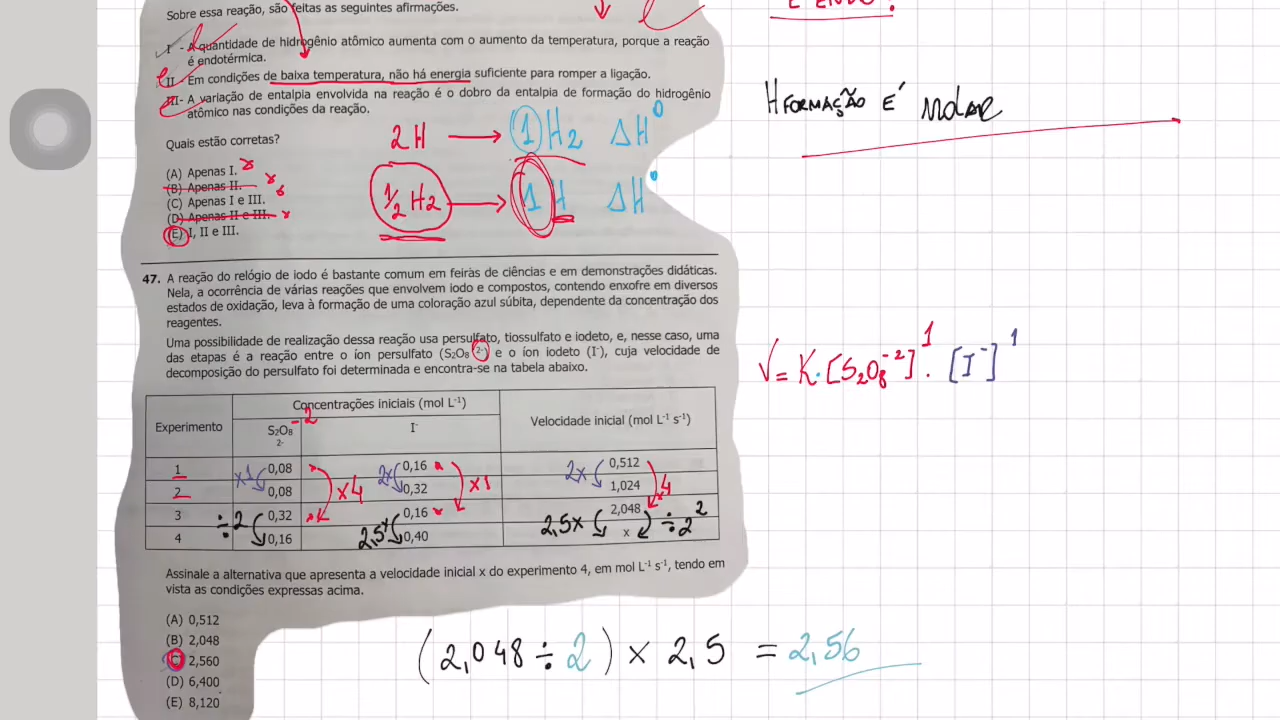 E ENDO!
Sobre essa reação, são feitas as seguintes afirmações.
I - A quantidade de hidrogênio atômico aumenta com o aumento da temperatura, porque a reação
é endotérmica.
II - Em condições de baixa temperatura, não há energia suficiente para romper a ligação.
III- A variação de entalpia envolvida na reação é o dobro da entalpia de formação do hidrogênio
atômico nas condições da reação.
HFORMAÇÃO É MOLAR
Quais estão corretas?
2H → 1H2 ΔH0
(A) Apenas I.
(B) Apenas II.
(C) Apenas I e III.
(D) Apenas II e III.
(E) I, II e III.
1/2 H2 → 1H ΔH°
47. A reação do relógio de iodo é bastante comum em feiras de ciências e em demonstrações didáticas.
Nela, a ocorrência de várias reações que envolvem iodo e compostos, contendo enxofre em diversos
estados de oxidação, leva à formação de uma coloração azul súbita, dependente da concentração dos
reagentes.
Uma possibilidade de realização dessa reação usa persulfato, tiossulfato e iodeto, e, nesse caso, uma
das etapas é a reação entre o íon persulfato (S2O8 2-) e o íon iodeto (I-), cuja velocidade de
decomposição do persulfato foi determinada e encontra-se na tabela abaixo.
V = K·[S2O8-2]1 · [I-]1
Experimento Concentrações iniciais (mol L-1) Velocidade inicial (mol L-1 s-1)
S2O8 -2 I-
2-
1 x1 0,08 2x 0,16 2x 0,512
2 0,08 x4 0,32 x1 1,024 x4
3 ÷2 0,32 2,5x 0,16 2,5x 2,048 ÷2 2
4 0,16 0,40 x
Assinale a alternativa que apresenta a velocidade inicial x do experimento 4, em mol L-1 s-1, tendo em
vista as condições expressas acima.
(A) 0,512
(B) 2,048
(C) 2,560
(D) 6,400
(E) 8,120
(2,048 ÷ 2) x 2,5 = 2,56